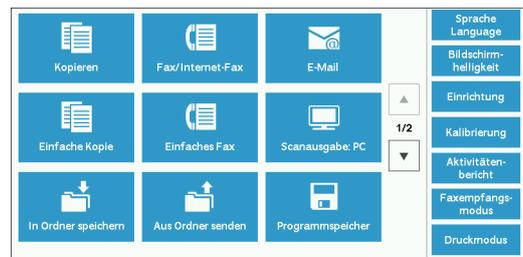 Kopieren
Fax/Internet-Fax
E-Mail
Einfache Kopie
Einfaches Fax
Scanausgabe: PC
In Ordner speichern
Aus Ordner senden
Programmspeicher
1/2
Sprache
Language
Bildschirm-
helligkeit
Einrichtung
Kalibrierung
Aktivitäten-
bericht
Faxempfangs-
modus
Druckmodus